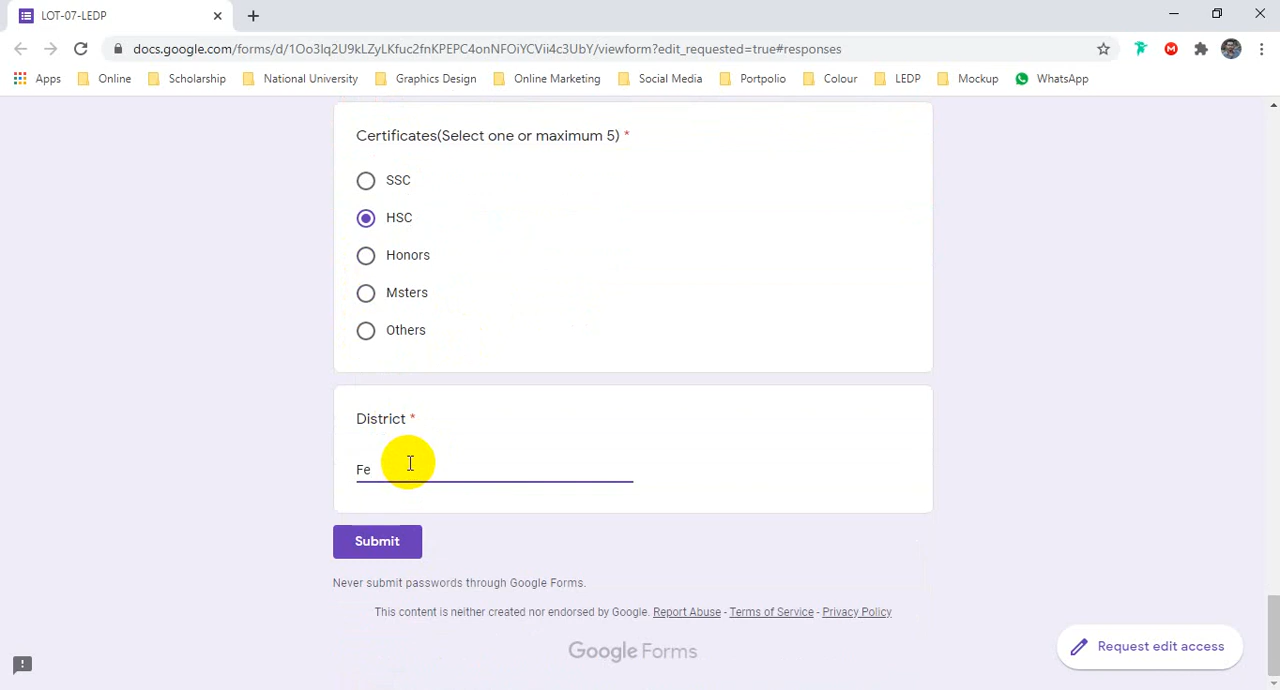 LOT-07-LEDP
docs.google.com/forms/d/1Oo3Iq2U9kLZyLKfuc2fnKPEPC4onNFOiYCVii4c3UbY/viewform?edit_requested=true#responses
Apps Online Scholarship National University Graphics Design Online Marketing Social Media Portpolio Colour LEDP Mockup WhatsApp
Certificates(Select one or maximum 5) *
SSC
HSC
Honors
Msters
Others
District *
Fe
Submit
Never submit passwords through Google Forms.
This content is neither created nor endorsed by Google. Report Abuse - Terms of Service - Privacy Policy
Google Forms
Request edit access